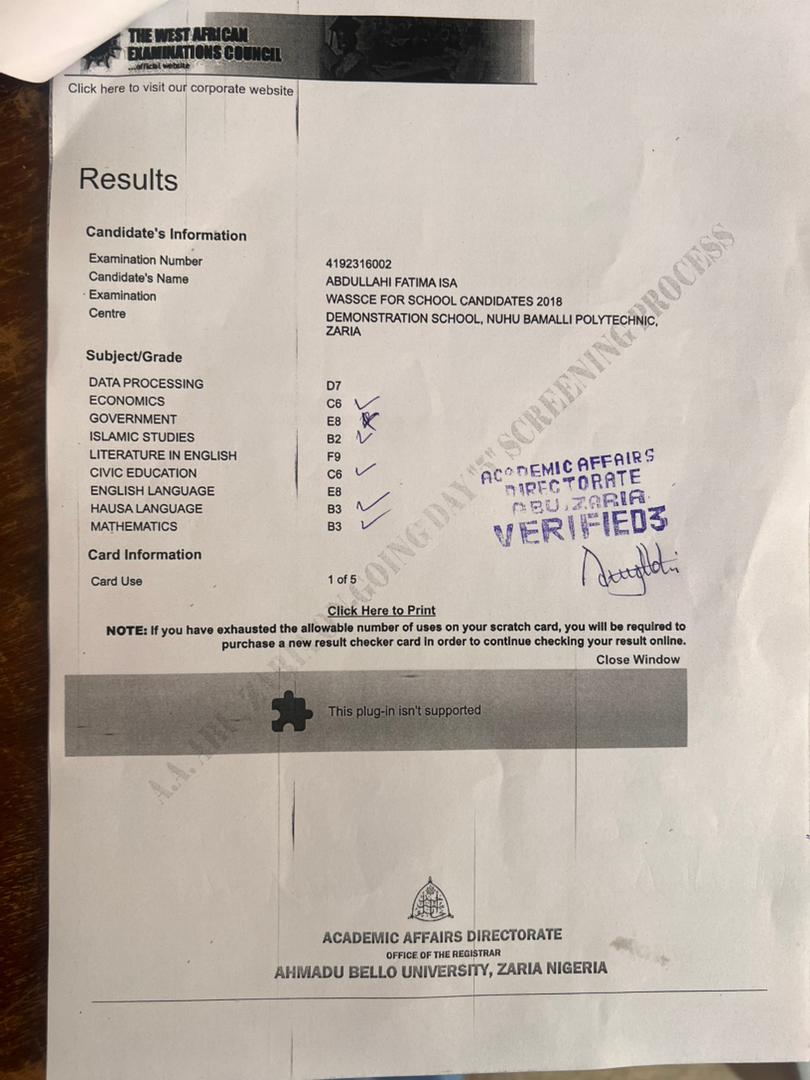 THE WEST AFRICAN
EXAMINATIONS COUNCIL
...official website
Click here to visit our corporate website
Results
Candidate's Information
Examination Number 4192316002
Candidate's Name ABDULLAHI FATIMA ISA
Examination WASSCE FOR SCHOOL CANDIDATES 2018
Centre DEMONSTRATION SCHOOL, NUHU BAMALLI POLYTECHNIC,
ZARIA
Subject/Grade
DATA PROCESSING D7
ECONOMICS C6
GOVERNMENT E8
ISLAMIC STUDIES B2
LITERATURE IN ENGLISH F9
CIVIC EDUCATION C6
ENGLISH LANGUAGE E8
HAUSA LANGUAGE B3
MATHEMATICS B3
ACADEMIC AFFAIRS
DIRECTORATE
ABU, ZARIA
VERIFIED3
Card Information
Card Use 1 of 5
Click Here to Print
NOTE: If you have exhausted the allowable number of uses on your scratch card, you will be required to
purchase a new result checker card in order to continue checking your result online.
Close Window
This plug-in isn't supported
GOING DAY "5" SCREENING PROCESS
ACADEMIC AFFAIRS DIRECTORATE
OFFICE OF THE REGISTRAR
AHMADU BELLO UNIVERSITY, ZARIA NIGERIA